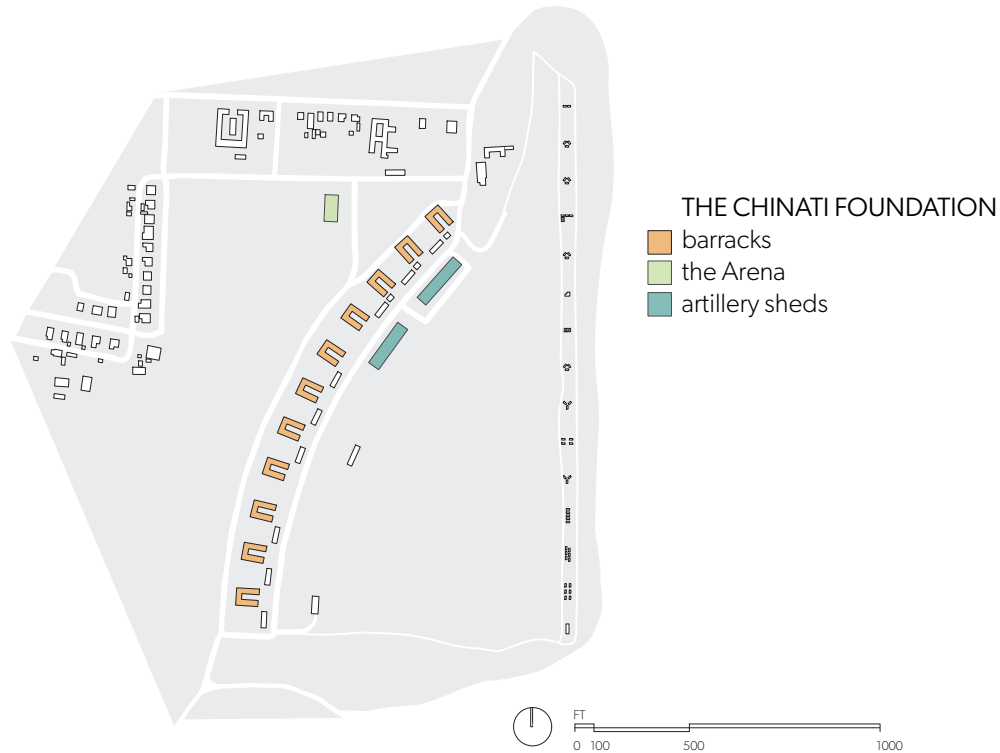 THE CHINATI FOUNDATION
barracks
the Arena
artillery sheds
FT
0 100 500 1000